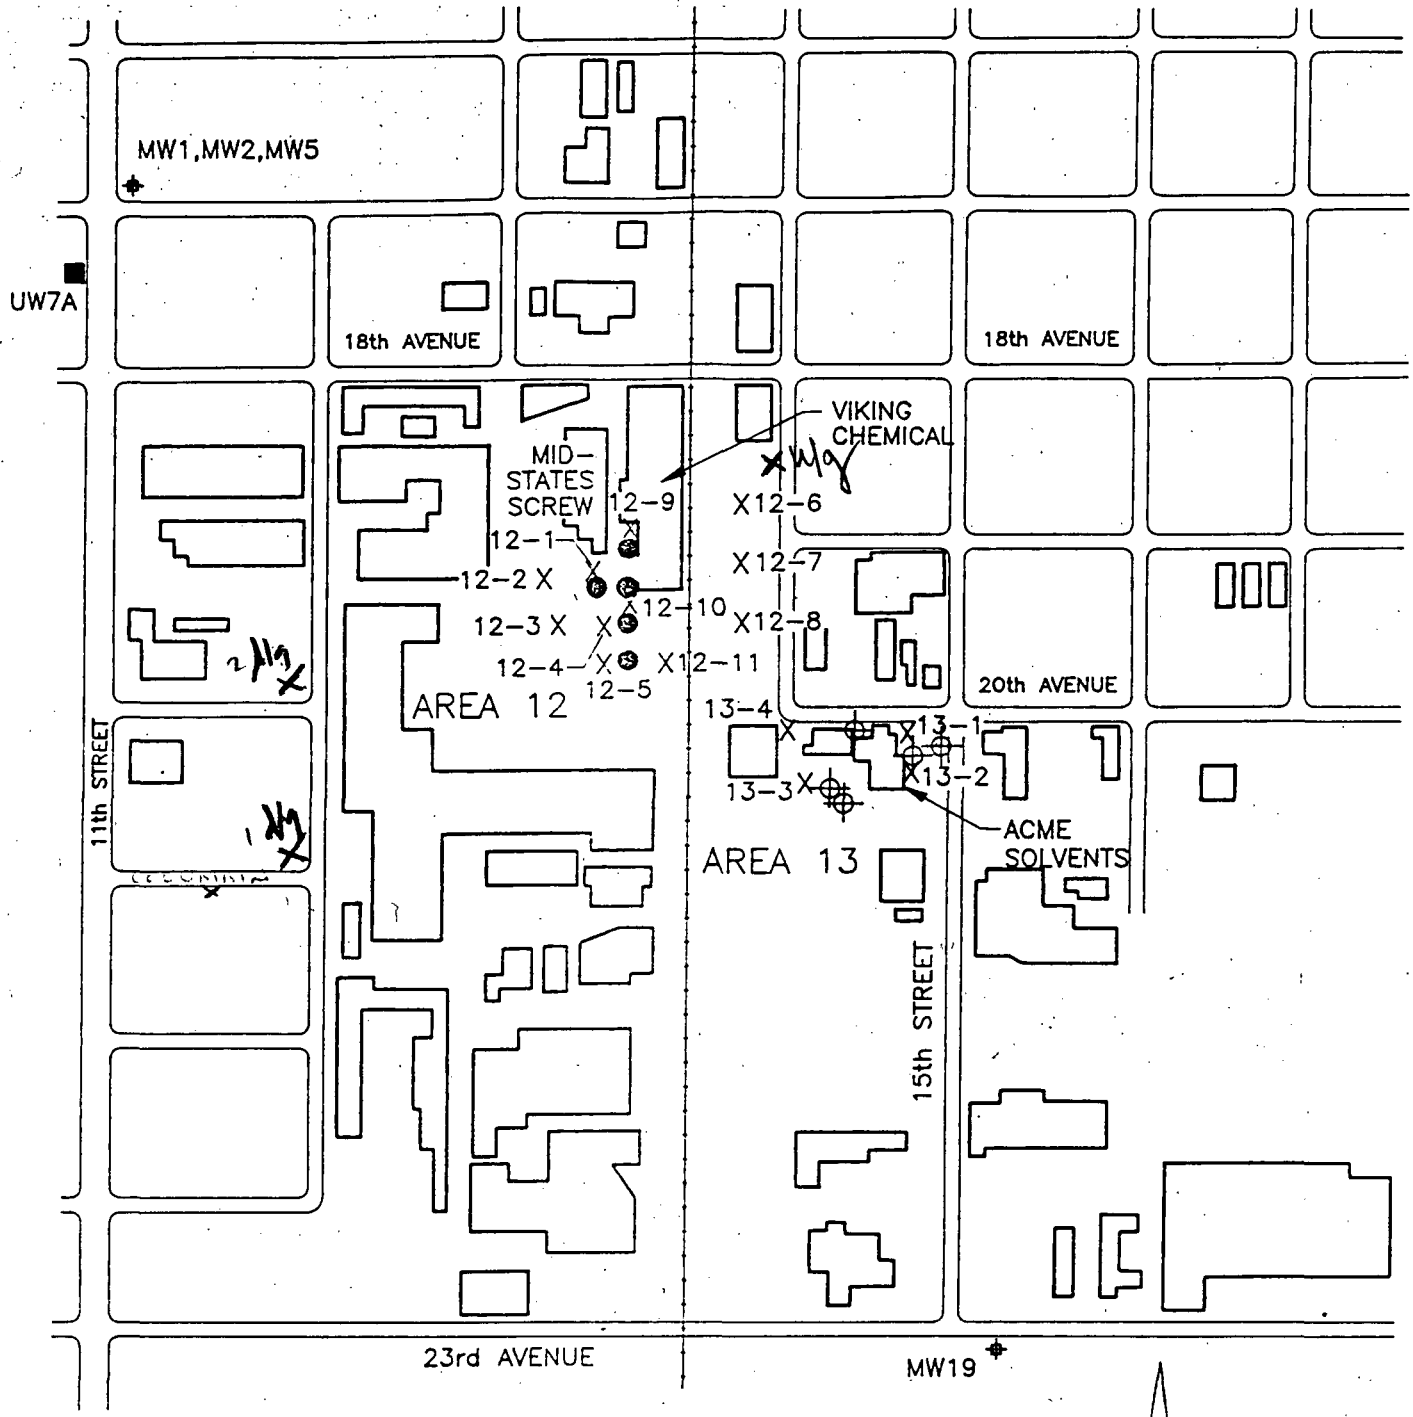 MW1,MW2,MW5
UW7A
18th AVENUE
18th AVENUE
VIKING
CHEMICAL
MID-
STATES
SCREW
12-9
X12-6
12-1
X12-7
12-2X
12-10
12-3X
X12-8
12-4
X12-11
12-5
20th AVENUE
AREA 12
13-4
13-1
13-2
13-3
11th STREET
ACME
SOLVENTS
AREA 13
15th STREET
23rd AVENUE
MW19